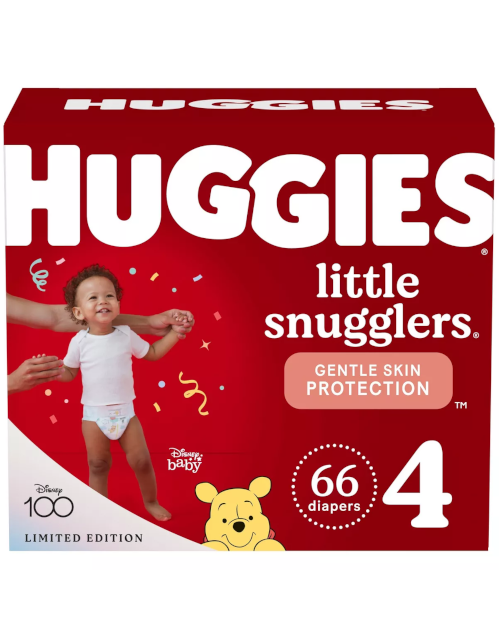 HUGGIES
HUGGIES®
little
snugglers®
GENTLE SKIN
PROTECTION
™
Disney
baby
66
diapers
4
Disney
100
LIMITED EDITION